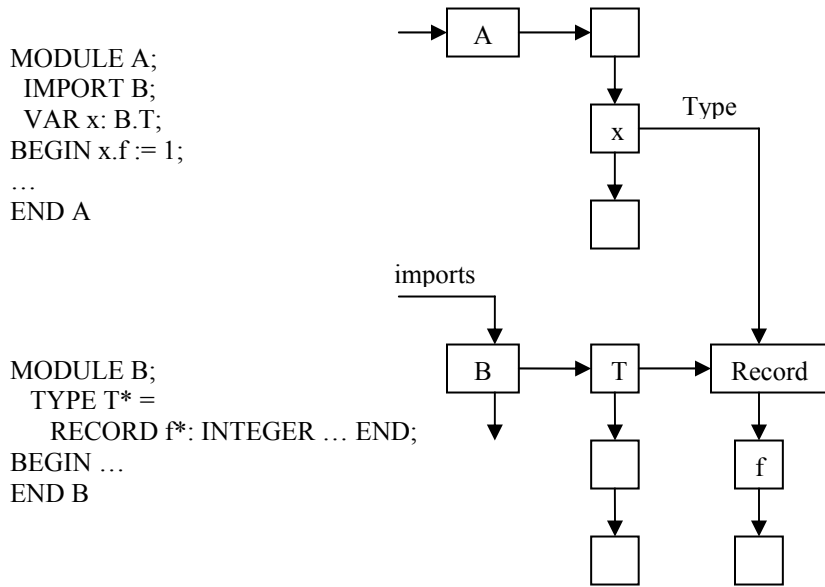 MODULE A;
IMPORT B;
VAR x: B.T;
BEGIN x.f := 1;
…
END A
A
x
Type
imports
MODULE B;
TYPE T* =
RECORD f*: INTEGER … END;
BEGIN …
END B
B
T
Record
f